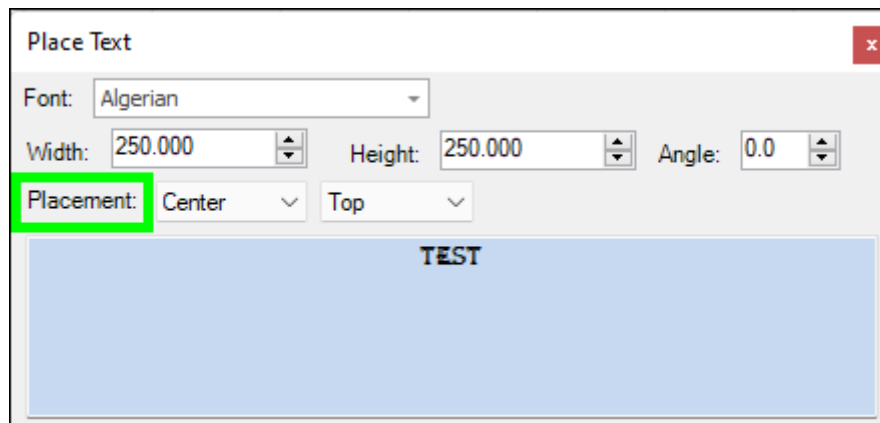 Place Text
x
Font: Algerian
Width: 250.000 Height: 250.000 Angle: 0.0
Placement: Center Top
TEST